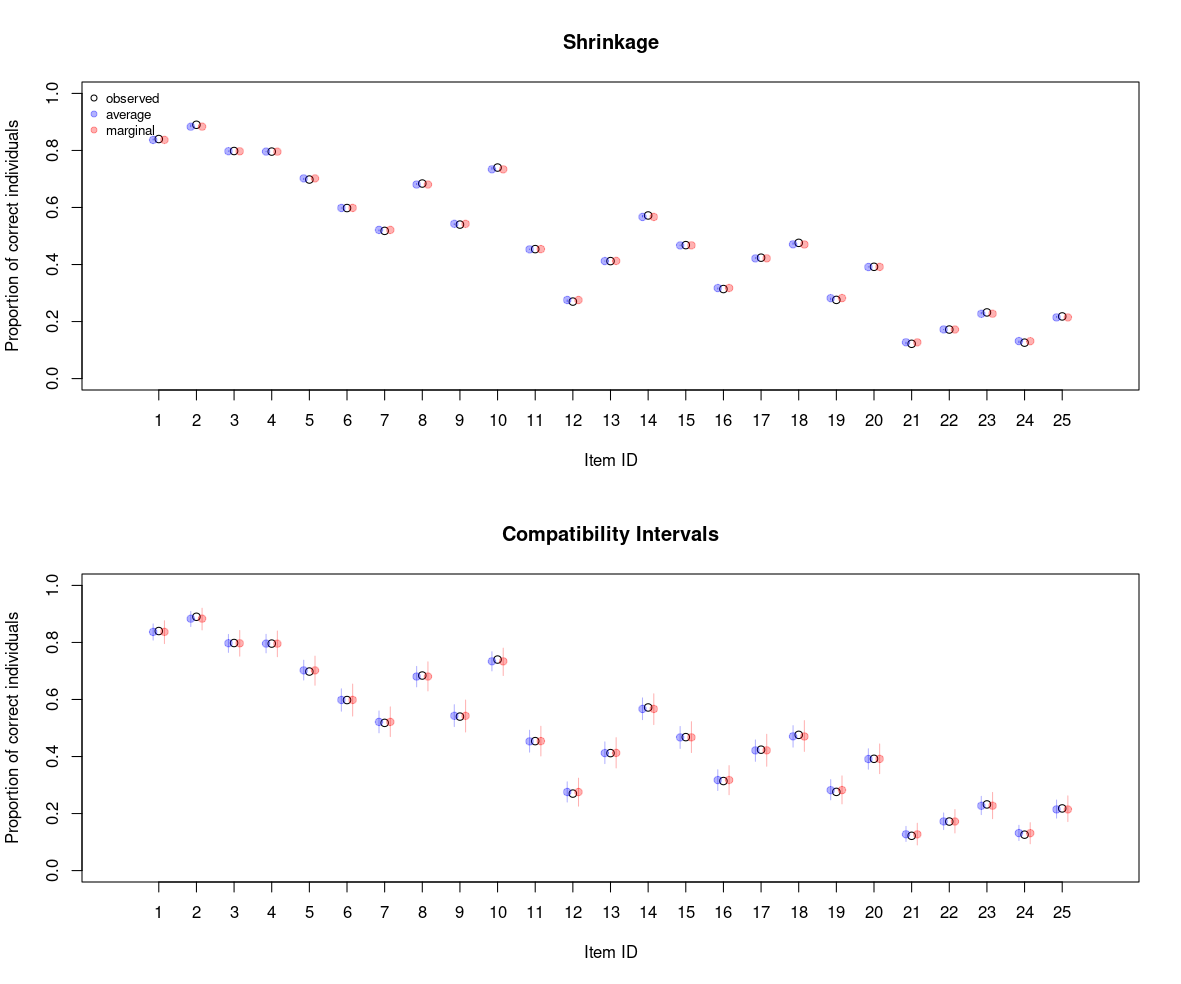 Shrinkage
Proportion of correct individuals
1.0
0.8
0.6
0.4
0.2
0.0
observed
average
marginal
1 2 3 4 5 6 7 8 9 10 11 12 13 14 15 16 17 18 19 20 21 22 23 24 25
Item ID
Compatibility Intervals
Proportion of correct individuals
1.0
0.8
0.6
0.4
0.2
0.0
1 2 3 4 5 6 7 8 9 10 11 12 13 14 15 16 17 18 19 20 21 22 23 24 25
Item ID